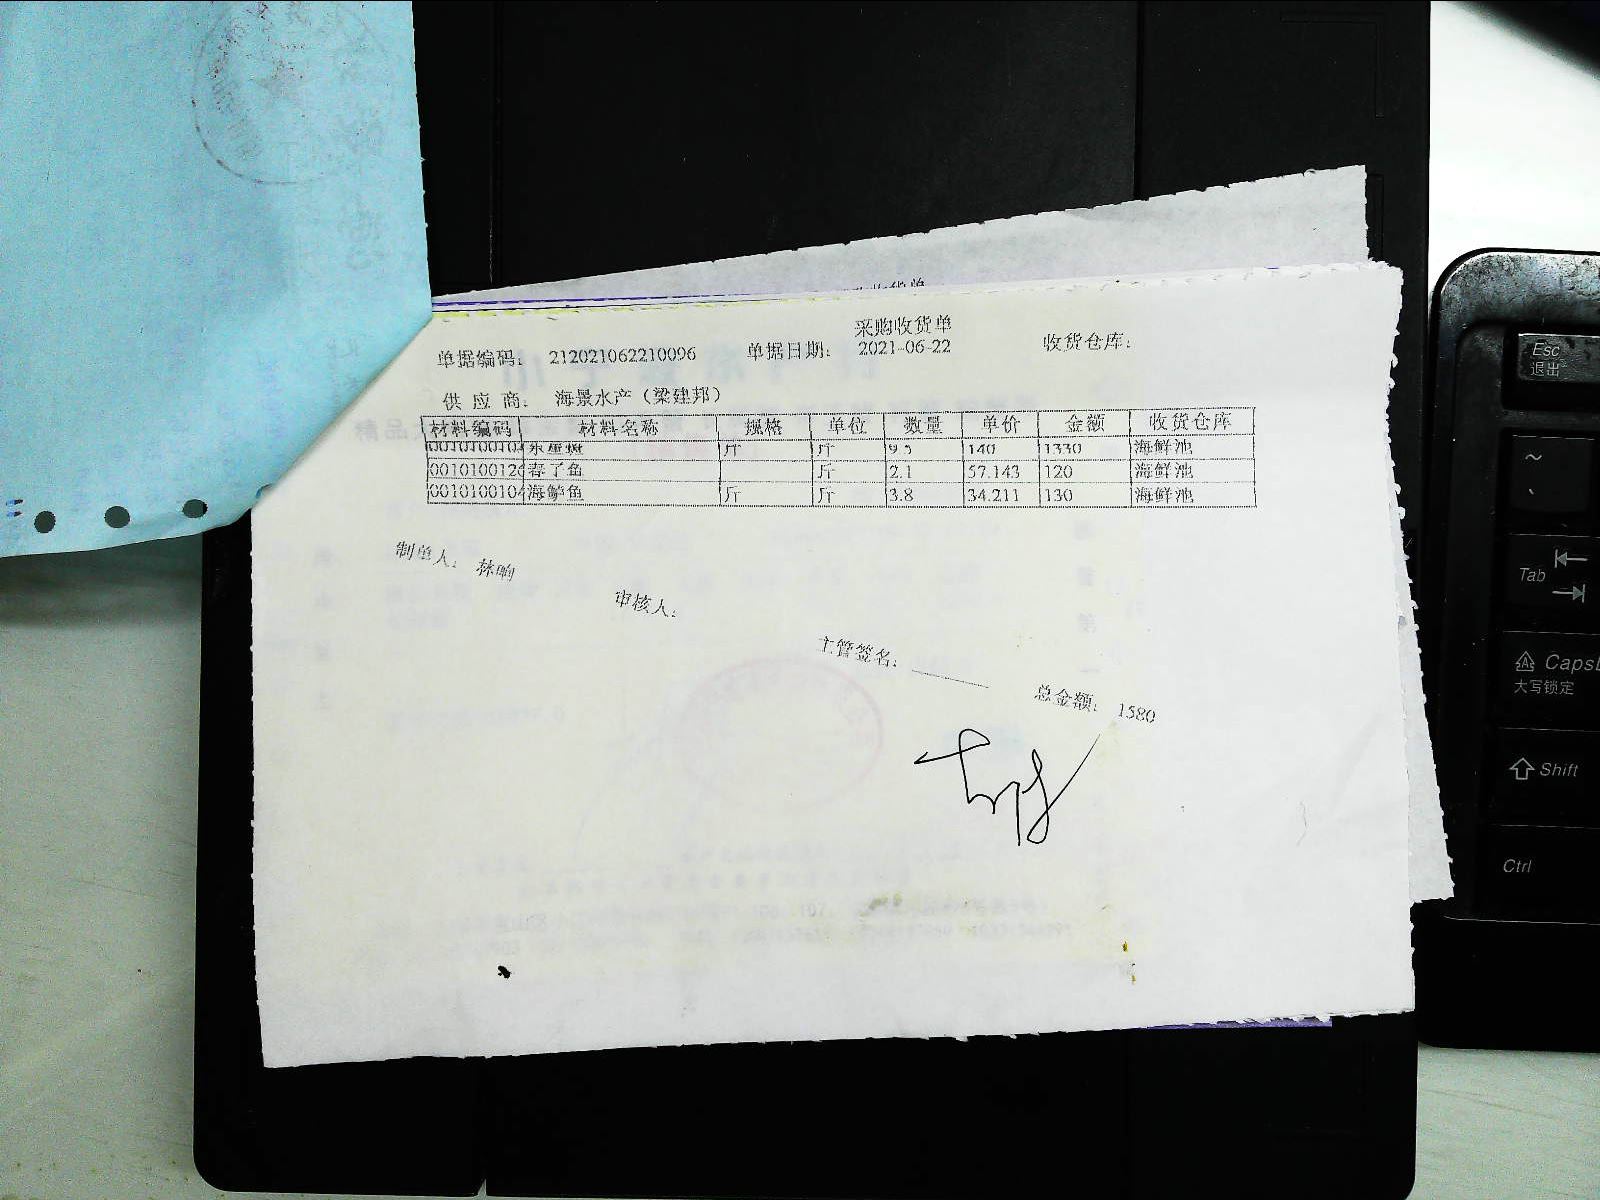 采购收货单
单据编码： 212021062210096 单据日期： 2021-06-22 收货仓库：
供 应 商： 海景水产（梁建邦）
材料编码 材料名称 规格 单位 数量 单价 金额 收货仓库
斤 斤 9.5 140 1330 海鲜池
0010100120 春了鱼 斤 2.1 57.143 120 海鲜池
0010100104 海鲈鱼 斤 斤 3.8 34.211 130 海鲜池
制单人： 林响
审核人：
主管签名：
总金额： 1580
Esc
退出
~
Tab
Caps
大写锁定
Shift
Ctrl